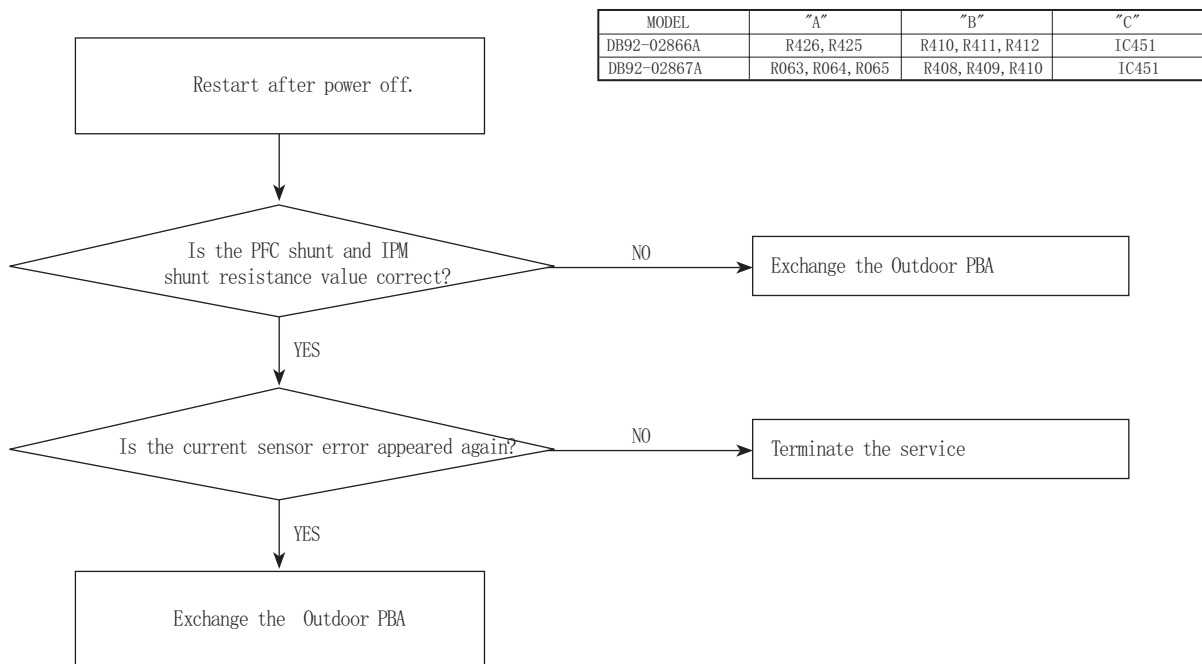 MODEL "A" "B" "C"
DB92-02866A R426,R425 R410,R411,R412 IC451
DB92-02867A R063,R064,R065 R408,R409,R410 IC451
Restart after power off.
Is the PFC shunt and IPM
shunt resistance value correct?
NO
Exchange the Outdoor PBA
YES
Is the current sensor error appeared again?
NO
Terminate the service
YES
Exchange the Outdoor PBA